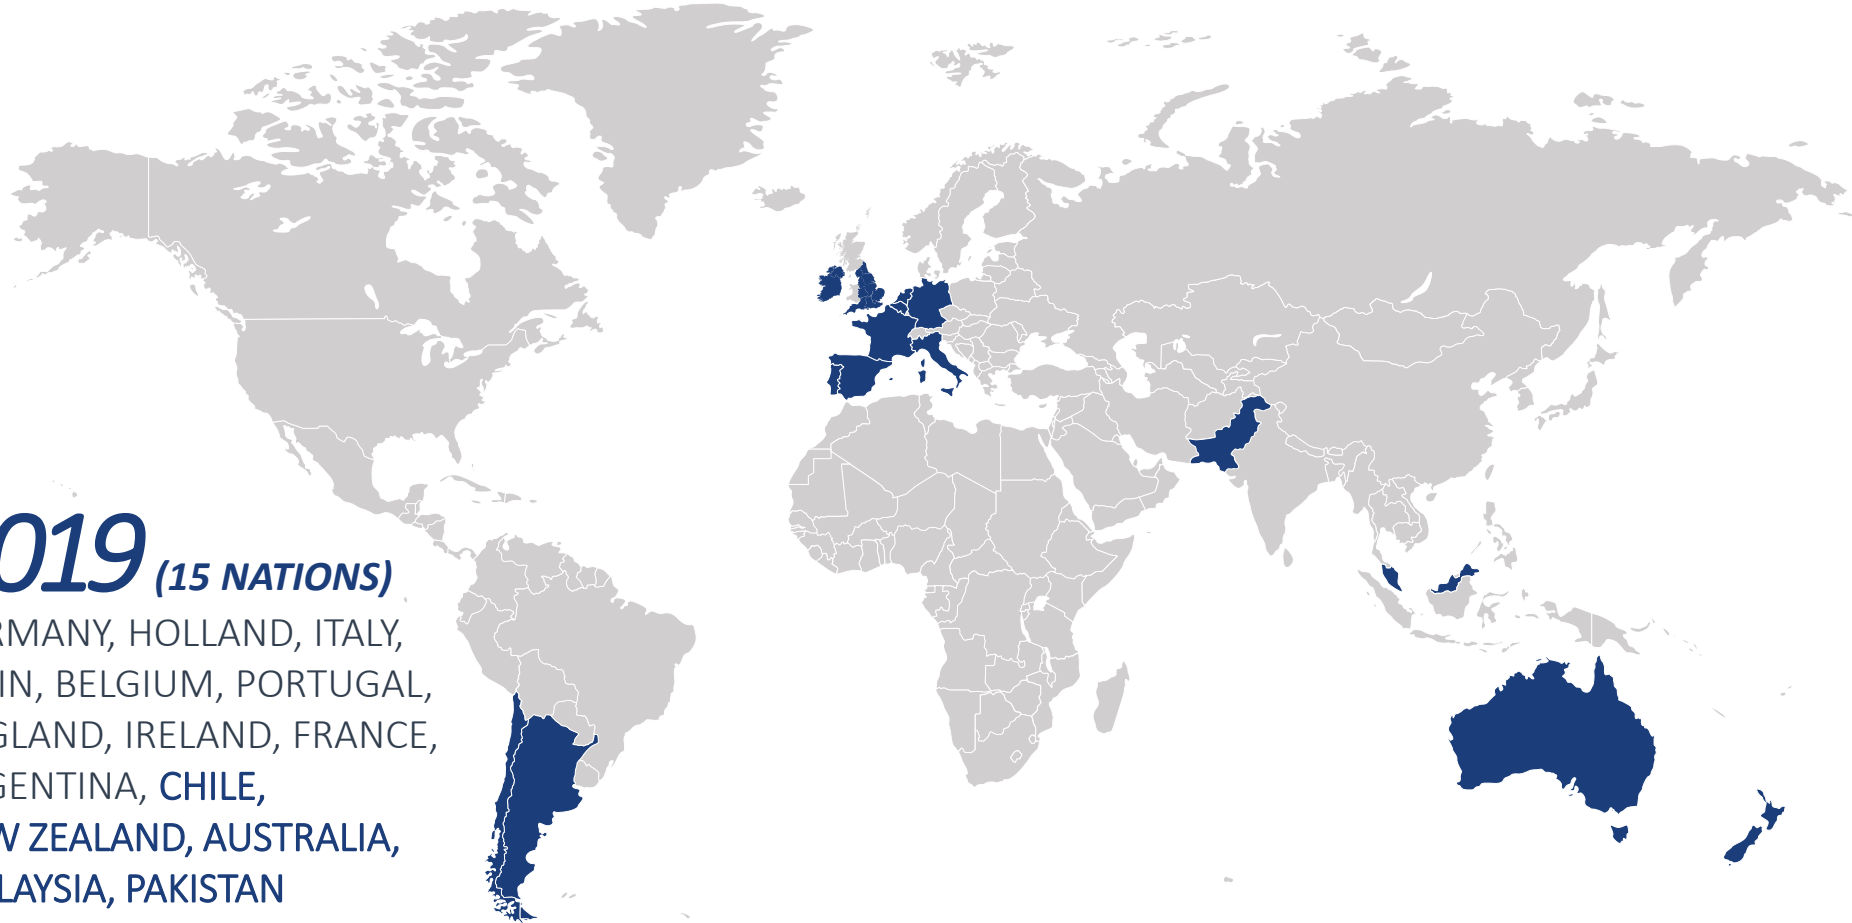 019 (15 NATIONS)
RMANY, HOLLAND, ITALY,
IN, BELGIUM, PORTUGAL,
GLAND, IRELAND, FRANCE,
GENTINA, CHILE,
W ZEALAND, AUSTRALIA,
LAYSIA, PAKISTAN